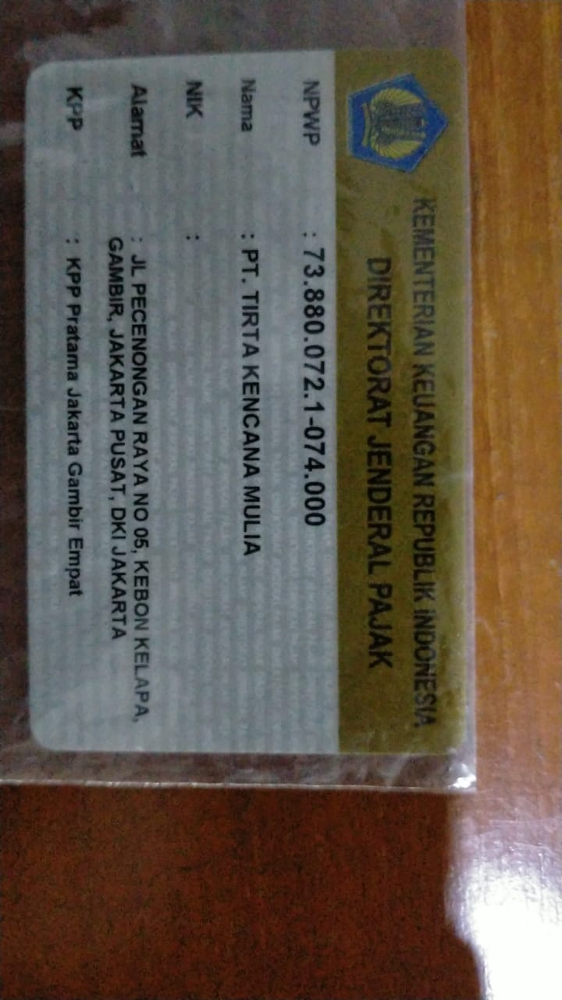 KEMENTERIAN KEUANGAN REPUBLIK INDONESIA
DIREKTORAT JENDERAL PAJAK
NPWP : 73.880.072.1-074.000
Nama : PT. TIRTA KENCANA MULIA
NIK :
Alamat : JL PECENONGAN RAYA NO 05, KEBON KELAPA,
GAMBIR, JAKARTA PUSAT, DKI JAKARTA
KPP : KPP Pratama Jakarta Gambir Empat